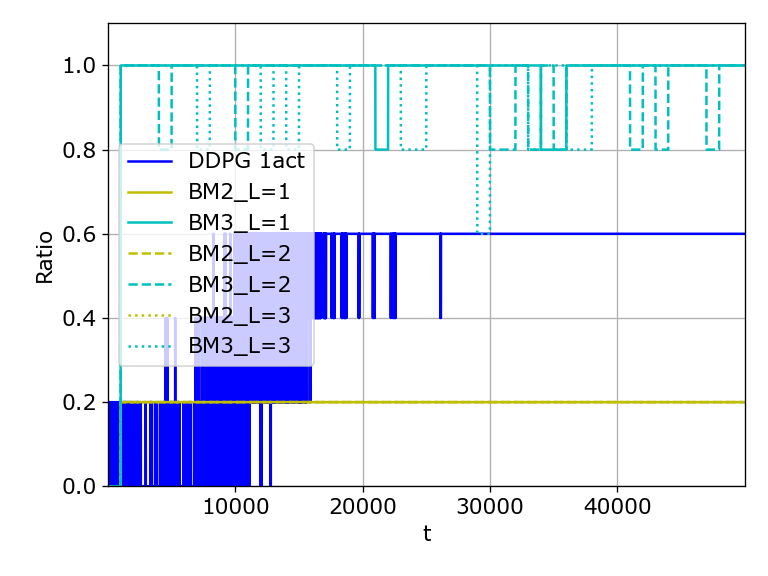 1.0
0.8
0.6
0.4
0.2
0.0
Ratio
DDPG 1act
BM2_L=1
BM3_L=1
BM2_L=2
BM3_L=2
BM2_L=3
BM3_L=3
10000 20000 30000 40000
t